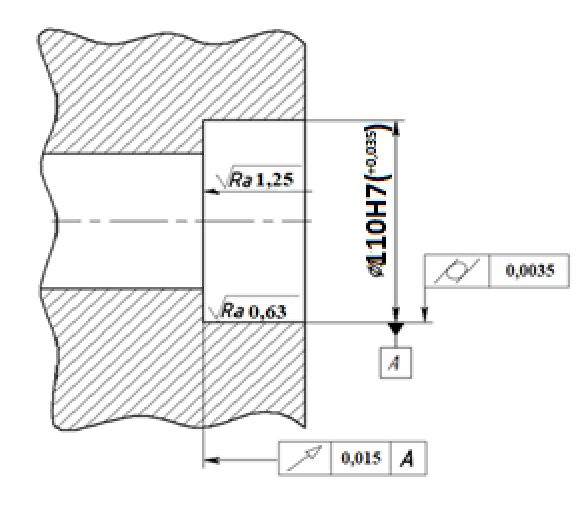 Ra 1,25
⌀110H7(+0,035)
0,0035
Ra 0,63
A
0,015 A